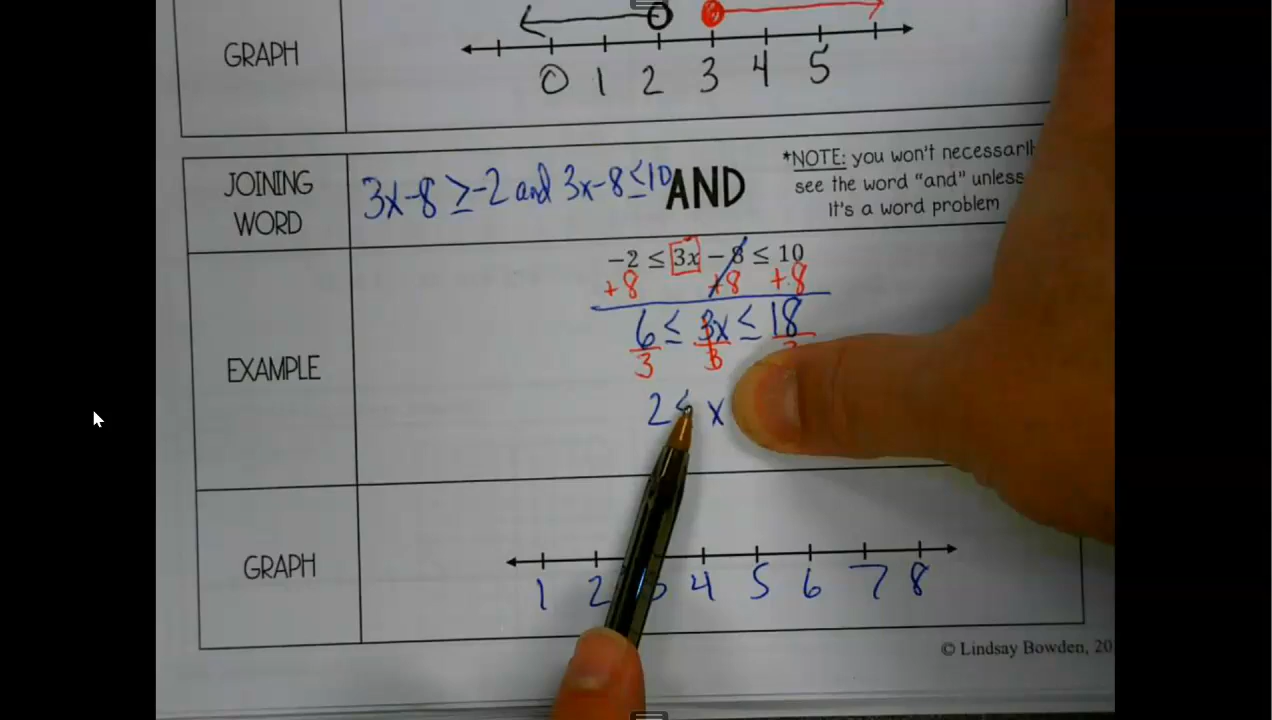 GRAPH
0 1 2 3 4 5
JOINING WORD
3x-8 ≥ -2 and 3x-8 ≤ 10 AND
*NOTE: you won't
see the word "and" unless
It's a word problem
−2 ≤ 3x − 8 ≤ 10
+8 +8 +8
6 ≤ 3x ≤ 18
3 3
EXAMPLE
2 ≤ x
GRAPH
1 2 4 5 6 7 8
© Lindsay Bowden,